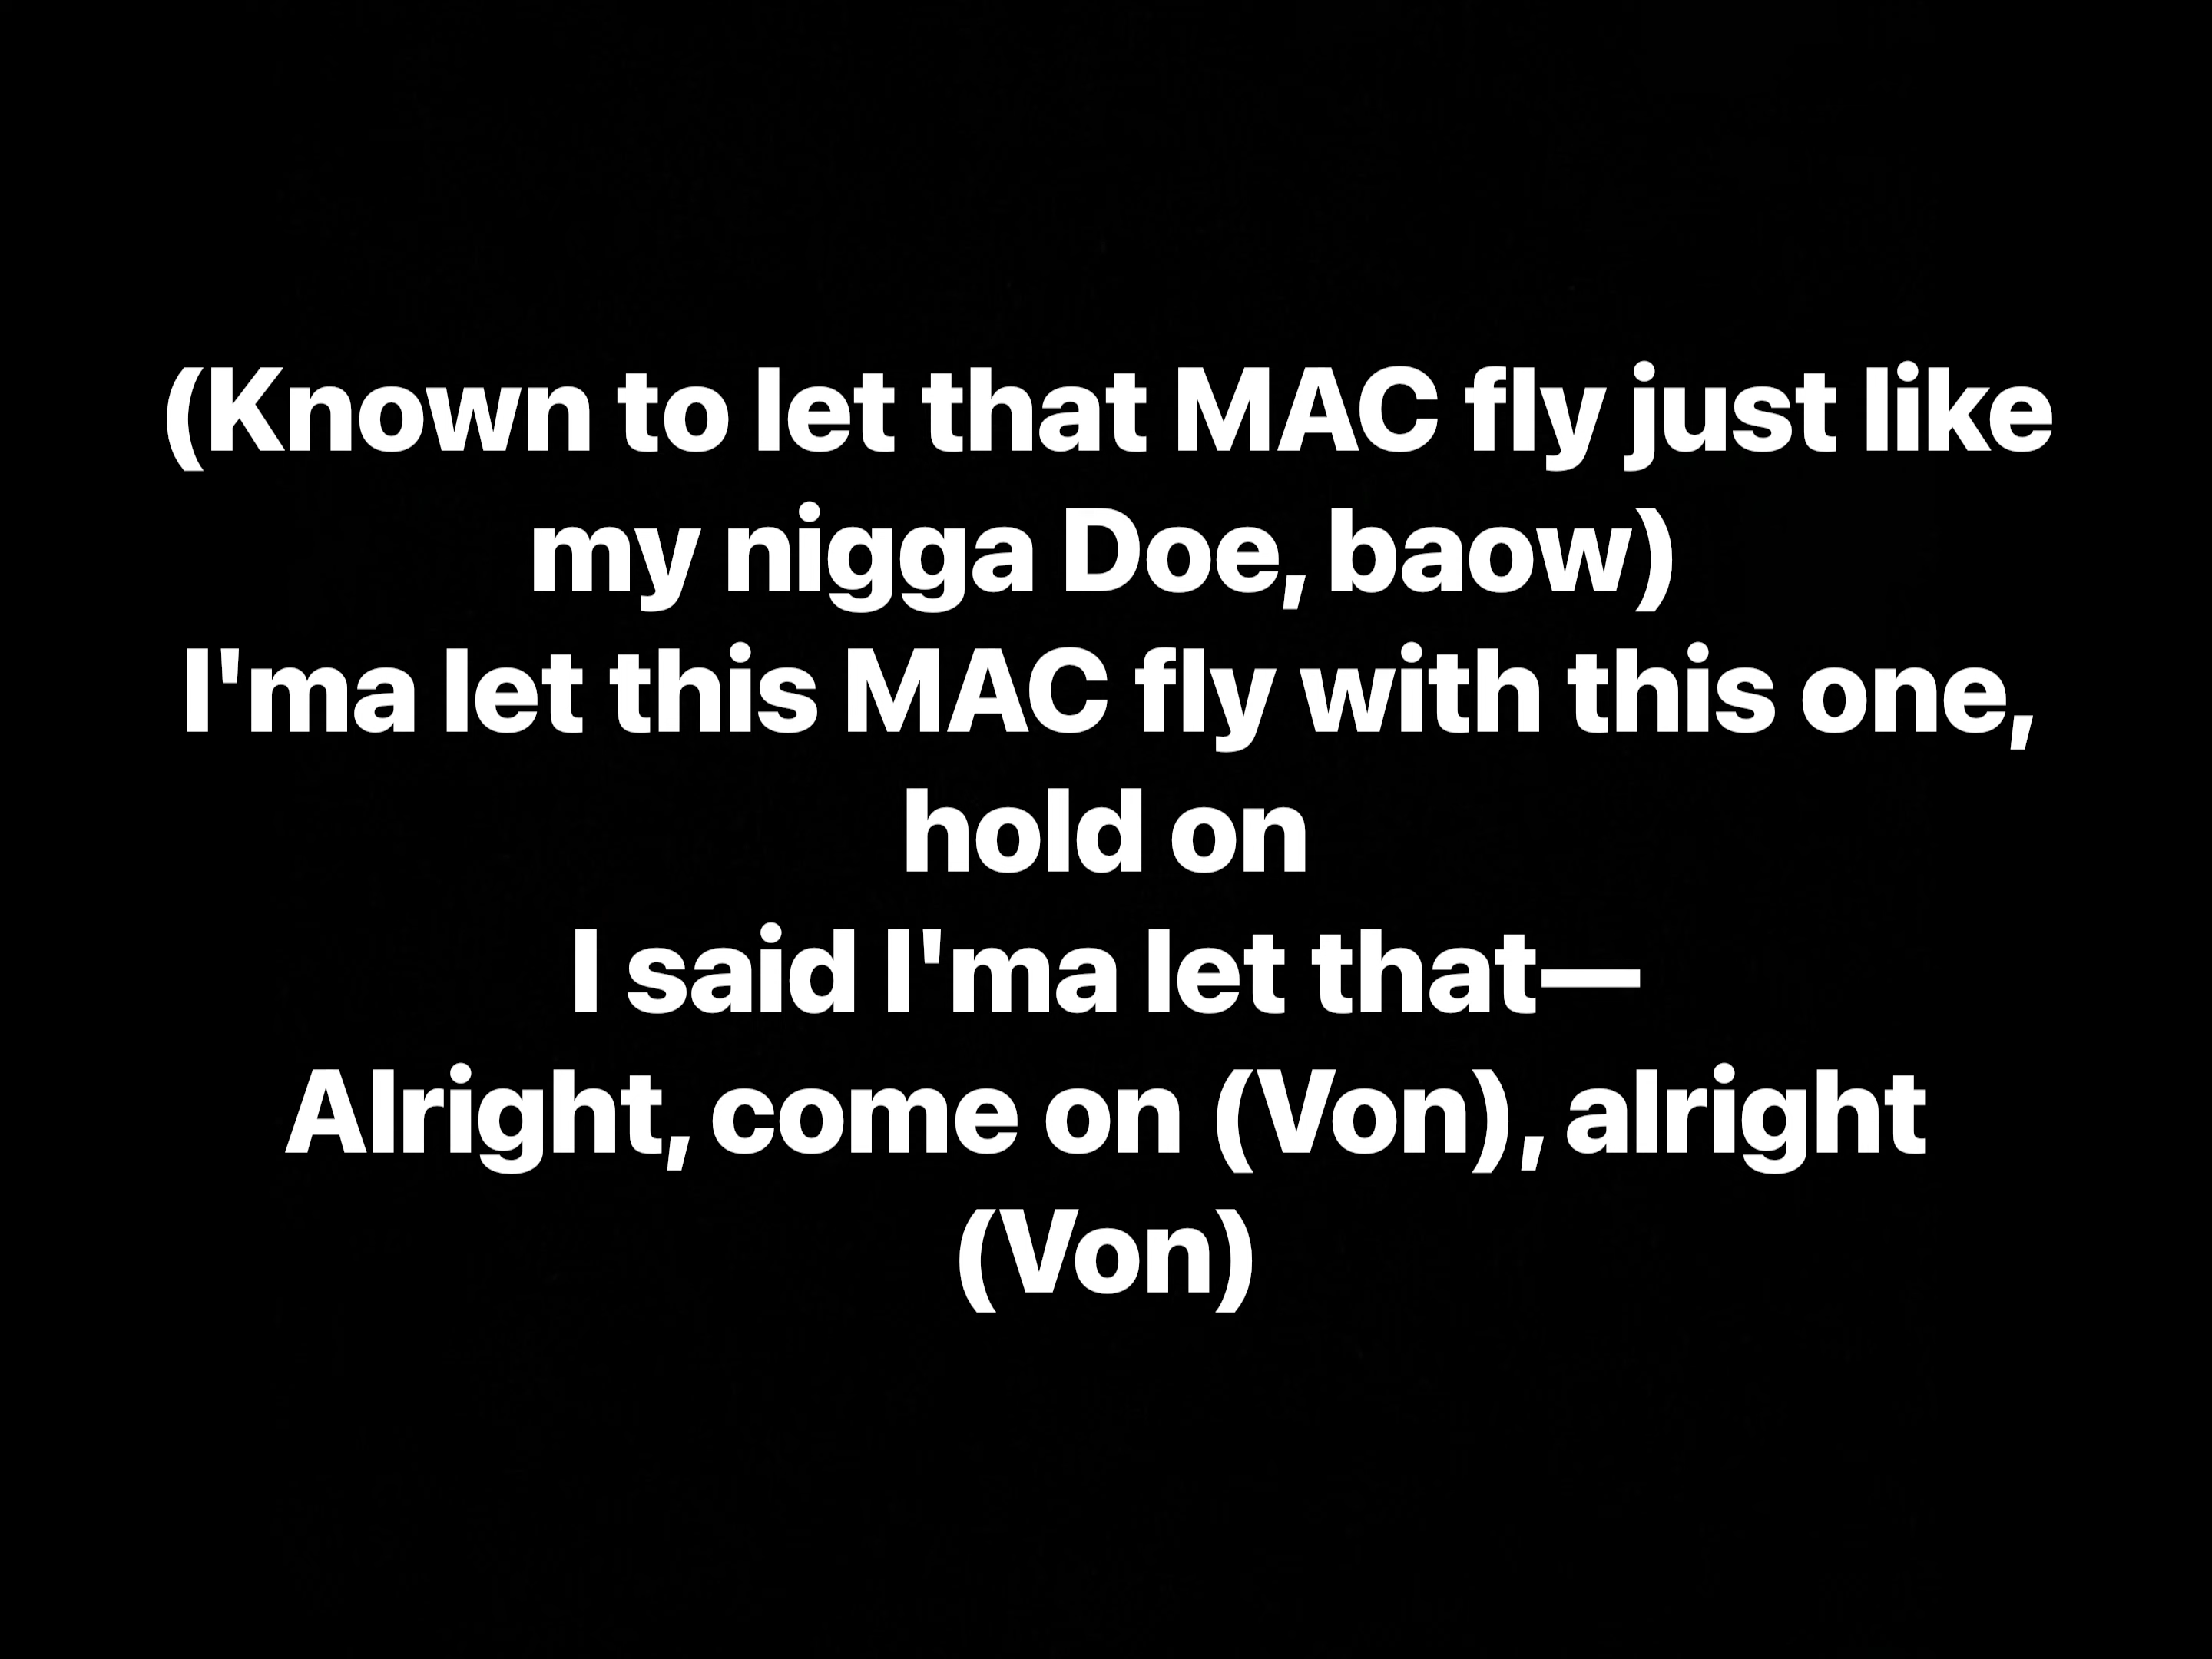 (Known to let that MAC fly just like
my nigga Doe, baow)
I'ma let this MAC fly with this one,
hold on
I said I'ma let that—
Alright, come on (Von), alright
(Von)